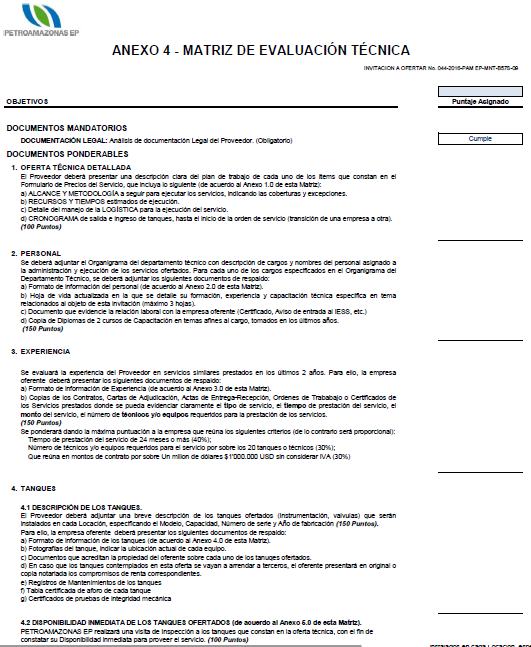 PETROAMAZONAS EP
ANEXO 4 - MATRIZ DE EVALUACIÓN TÉCNICA
INVITACION A OFERTAR No. 044-2016-PAM EP-MNT-B57S-09
OBJETIVOS
Puntaje Asignado
DOCUMENTOS MANDATORIOS
DOCUMENTACIÓN LEGAL: Análisis de documentación Legal del Proveedor. (Obligatorio)
Cumple
DOCUMENTOS PONDERABLES
1. OFERTA TÉCNICA DETALLADA
El Proveedor deberá presentar una descripción clara del plan de trabajo de cada uno de los ítems que constan en el
Formulario de Precios del Servicio, que incluya lo siguiente (de acuerdo al Anexo 1.0 de esta Matriz):
a) ALCANCE Y METODOLOGÍA a seguir para ejecutar los servicios, indicando las coberturas y excepciones.
b) RECURSOS Y TIEMPOS estimados de ejecución.
c) Detalle del manejo de la LOGÍSTICA para la ejecución del servicio.
d) CRONOGRAMA de salida e ingreso de tanques, hasta el inicio de la orden de servicio (transición de una empresa a otra).
(100 Puntos)
2. PERSONAL
Se deberá adjuntar el Organigrama del departamento técnico con descripción de cargos y nombres del personal asignado a
la administración y ejecución de los servicios ofertados. Para cada uno de los cargos especificados en el Organigrama del
Departamento Técnico, se deberá adjuntar los siguientes documentos de respaldo:
a) Formato de información del personal (de acuerdo al Anexo 2.0 de esta Matriz).
b) Hoja de vida actualizada en la que se detalle su formación, experiencia y capacitación técnica específica en tema
relacionados al objeto de esta invitación (máximo 3 hojas).
c) Documento que evidencie la relación laboral con la empresa oferente (Certificado, Aviso de entrada al IESS, etc.)
d) Copia de Diplomas de 2 cursos de Capacitación en temas afines al cargo, tomados en los últimos años.
(150 Puntos)
3. EXPERIENCIA
Se evaluará la experiencia del Proveedor en servicios similares prestados en los últimos 2 años. Para ello, la empresa
oferente deberá presentar los siguientes documentos de respaldo:
a) Formato de Información de Experiencia (de acuerdo al Anexo 3.0 de esta Matriz).
b) Copias de los Contratos, Cartas de Adjudicación, Actas de Entrega-Recepción, Ordenes de Trabajo o Certificados de
los Servicios prestados donde se pueda evidenciar claramente el tipo de servicio, el tiempo de prestación del servicio, el
monto del servicio, el número de técnicos y/o equipos requeridos para la prestación de los servicios.
(150 Puntos)
Se ponderará dando la máxima puntuación a la empresa que reúna los siguientes criterios (de lo contrario será proporcional):
Tiempo de prestación del servicio de 24 meses o más (40%);
Número de técnicos y/o equipos requeridos para el servicio por sobre los 20 tanques o técnicos (30%);
Que reúna en montos de contrato por sobre Un millon de dólares $1'000.000 USD sin considerar IVA (30%)
4. TANQUES
4.1 DESCRIPCIÓN DE LOS TANQUES.
El Proveedor deberá adjuntar una breve descripción de los tanques ofertados (Instrumentación, valvulas) que serán
instalados en cada Locación, especificando el Modelo, Capacidad, Número de serie y Año de fabricación (150 Puntos).
Para ello, la empresa oferente deberá presentar los siguientes documentos de respaldo:
a) Formato de información de los tanques (de acuerdo al Anexo 4.0 de esta Matriz).
b) Fotografías del tanque, indicar la ubicación actual de cada equipo.
c) Documentos que acreditan la propiedad del oferente sobre cada uno de los tanuqes ofertados.
d) En caso que los tanques contemplados en esta oferta se vayan a arrendar a terceros, el oferente presentará en original o
copia notariada los compromisos de renta correspondientes.
e) Registros de Mantenimientos de los tanques
f) Tabla certificada de aforo de cada tanque
g) Certificados de pruebas de integridad mecánica
4.2 DISPONIBILIDAD INMEDIATA DE LOS TANQUES OFERTADOS (de acuerdo al Anexo 5.0 de esta Matriz).
PETROAMAZONAS EP realizará una visita de inspección a los tanques que constan en la oferta técnica, con el fin de
constatar su Disponibilidad inmediata para proveer el servicio. (100 Puntos)